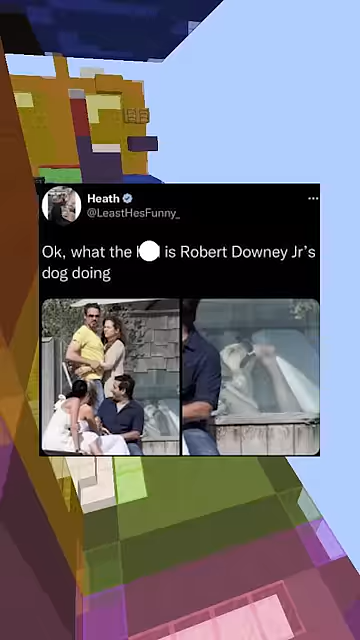 Heath
@LeastHesFunny_
Ok, what the h is Robert Downey Jr's
dog doing